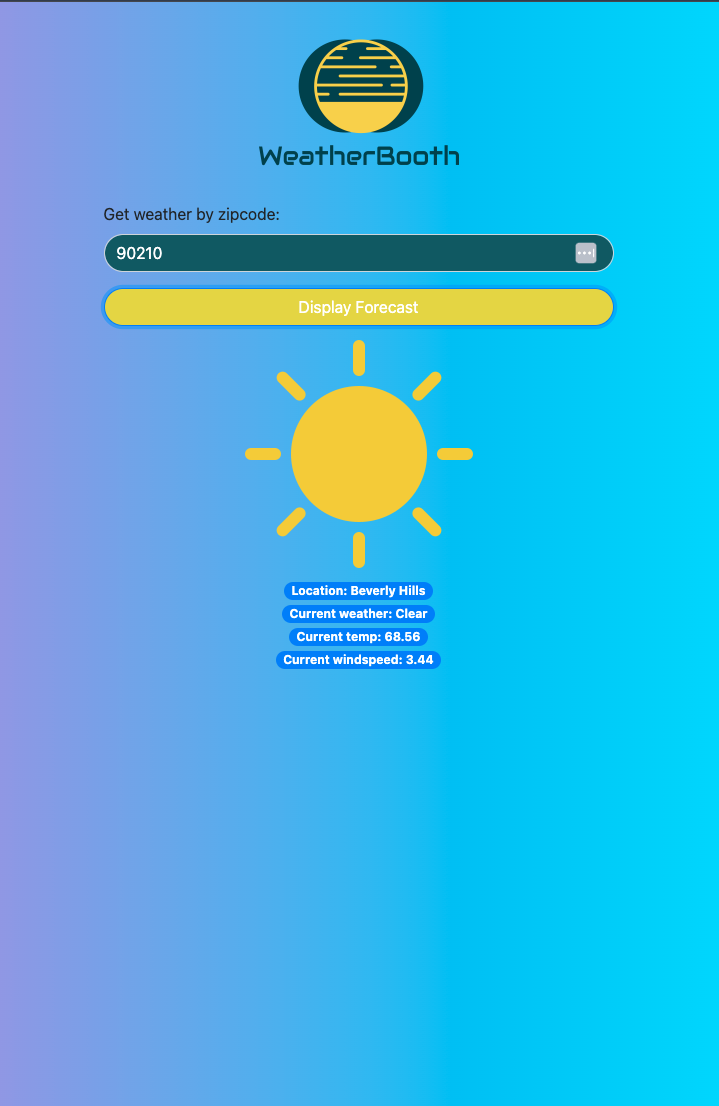 WeatherBooth
Get weather by zipcode:
90210
Display Forecast
Location: Beverly Hills
Current weather: Clear
Current temp: 68.56
Current windspeed: 3.44